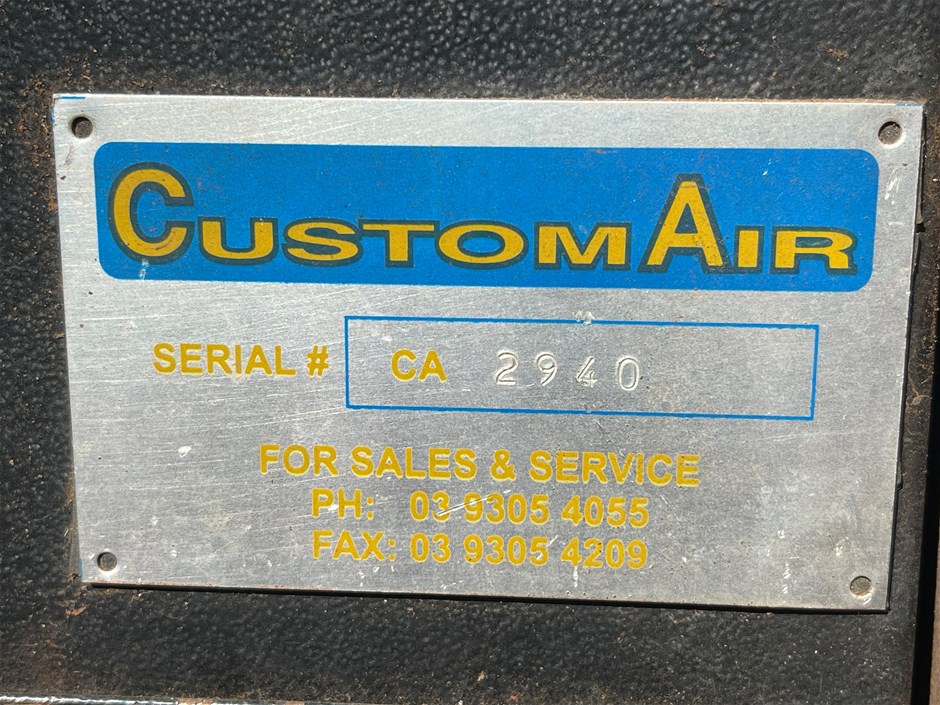 CUSTOMAIR
SERIAL # CA 2940
FOR SALES & SERVICE
PH: 03 9305 4055
FAX: 03 9305 4209